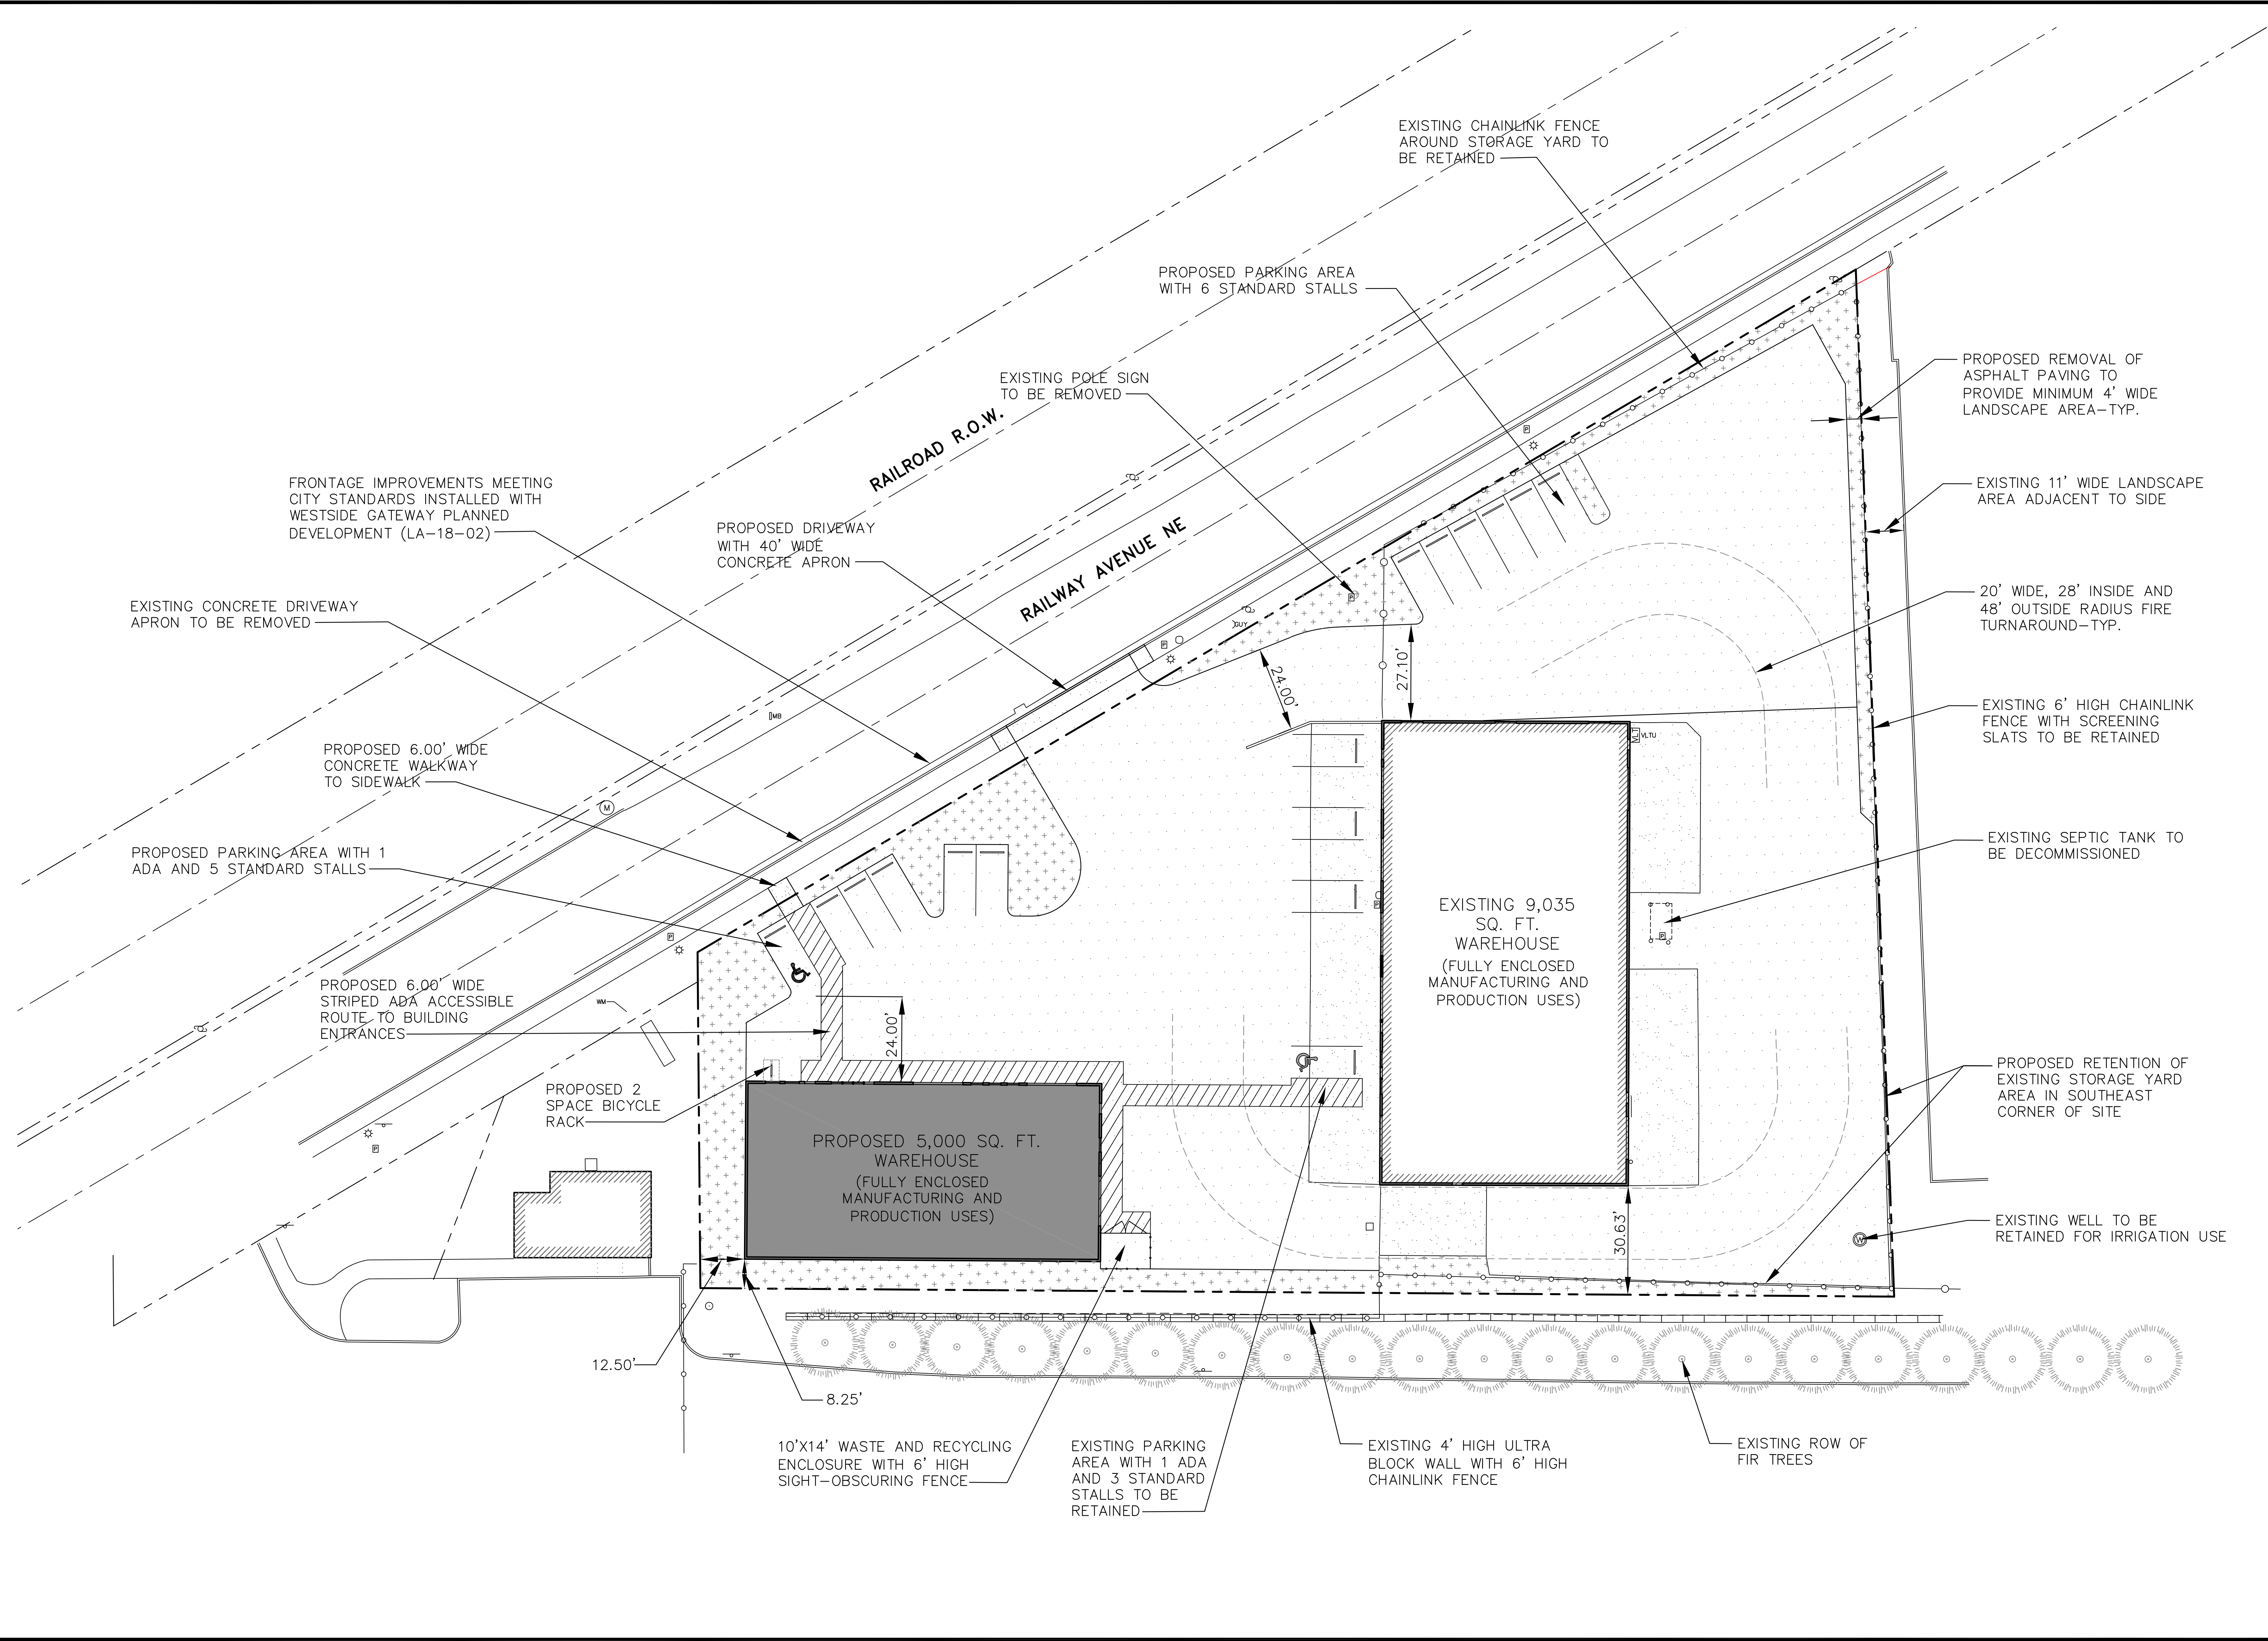 EXISTING CHAINLINK FENCE
AROUND STORAGE YARD TO
BE RETAINED
PROPOSED PARKING AREA
WITH 6 STANDARD STALLS
EXISTING POLE SIGN
TO BE REMOVED
RAILROAD R.O.W.
RAILWAY AVENUE NE
PROPOSED REMOVAL OF
ASPHALT PAVING TO
PROVIDE MINIMUM 4' WIDE
LANDSCAPE AREA-TYP.
FRONTAGE IMPROVEMENTS MEETING
CITY STANDARDS INSTALLED WITH
WESTSIDE GATEWAY PLANNED
DEVELOPMENT (LA-18-02)
PROPOSED DRIVEWAY
WITH 40' WIDE
CONCRETE APRON
EXISTING 11' WIDE LANDSCAPE
AREA ADJACENT TO SIDE
EXISTING CONCRETE DRIVEWAY
APRON TO BE REMOVED
20' WIDE, 28' INSIDE AND
48' OUTSIDE RADIUS FIRE
TURNAROUND-TYP.
P
P
GUY
P
24.00'
27.10'
MB
M
VLT
VLTU
EXISTING 6' HIGH CHAINLINK
FENCE WITH SCREENING
SLATS TO BE RETAINED
PROPOSED 6.00' WIDE
CONCRETE WALKWAY
TO SIDEWALK
PROPOSED PARKING AREA WITH 1
ADA AND 5 STANDARD STALLS
EXISTING SEPTIC TANK TO
BE DECOMMISSIONED
P
P
P
EXISTING 9,035
SQ. FT.
WAREHOUSE
(FULLY ENCLOSED
MANUFACTURING AND
PRODUCTION USES)
PROPOSED 6.00' WIDE
STRIPED ADA ACCESSIBLE
ROUTE TO BUILDING
ENTRANCES
WM
24.00'
PROPOSED 2
SPACE BICYCLE
RACK
P
PROPOSED 5,000 SQ. FT.
WAREHOUSE
(FULLY ENCLOSED
MANUFACTURING AND
PRODUCTION USES)
PROPOSED RETENTION OF
EXISTING STORAGE YARD
AREA IN SOUTHEAST
CORNER OF SITE
30.63'
W
EXISTING WELL TO BE
RETAINED FOR IRRIGATION USE
12.50'
8.25'
10'X14' WASTE AND RECYCLING
ENCLOSURE WITH 6' HIGH
SIGHT-OBSCURING FENCE
EXISTING PARKING
AREA WITH 1 ADA
AND 3 STANDARD
STALLS TO BE
RETAINED
EXISTING 4' HIGH ULTRA
BLOCK WALL WITH 6' HIGH
CHAINLINK FENCE
EXISTING ROW OF
FIR TREES